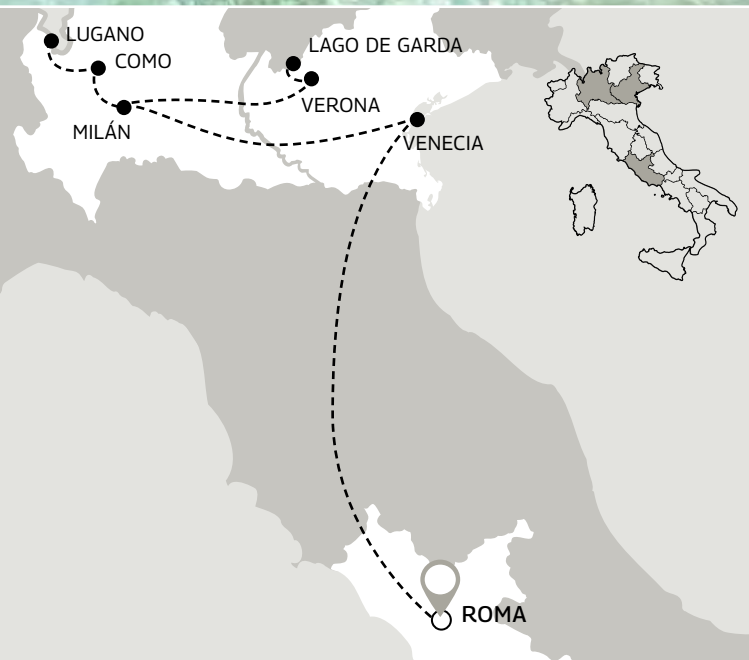 LUGANO
COMO
LAGO DE GARDA
VERONA
MILÁN
VENECIA
ROMA